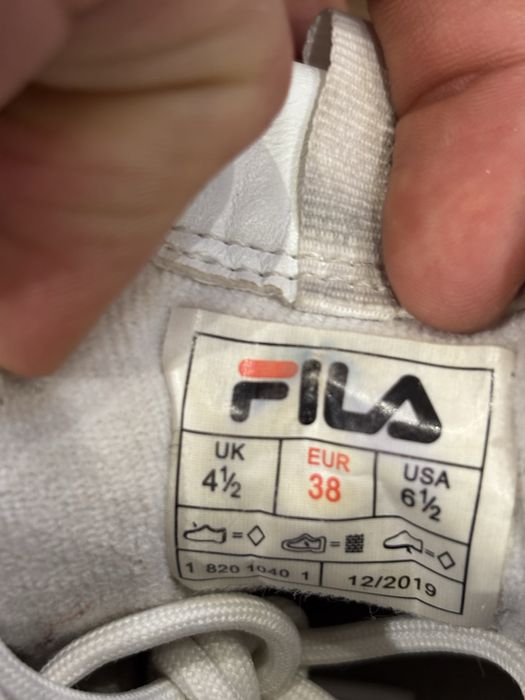 FILA
UK EUR USA
4½ 38 6½
= = =
1 820 1040 1 12/2019